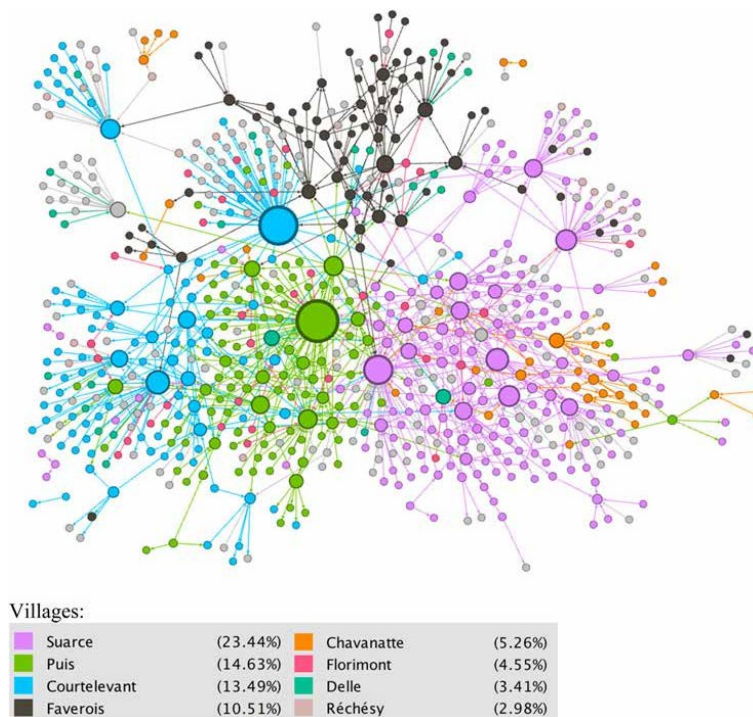 Villages:
Suarce (23.44%) Chavanatte (5.26%)
Puis (14.63%) Florimont (4.55%)
Courtelevant (13.49%) Delle (3.41%)
Faverois (10.51%) Réchésy (2.98%)